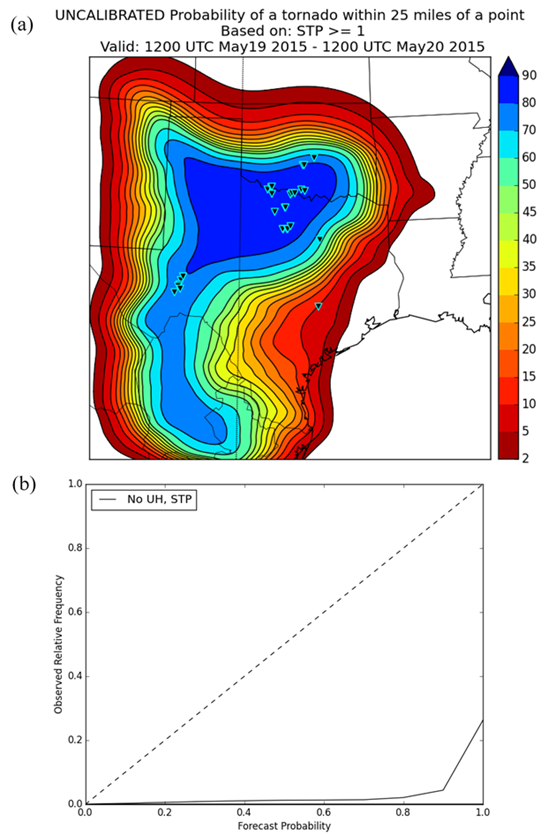 (a)
UNCALIBRATED Probability of a tornado within 25 miles of a point
Based on: STP >= 1
Valid: 1200 UTC May19 2015 - 1200 UTC May20 2015
90
80
70
60
50
45
40
35
30
25
20
15
10
5
2
(b)
1.0
No UH, STP
0.8
0.6
0.4
0.2
0.0
Observed Relative Frequency
0.0 0.2 0.4 0.6 0.8 1.0
Forecast Probability